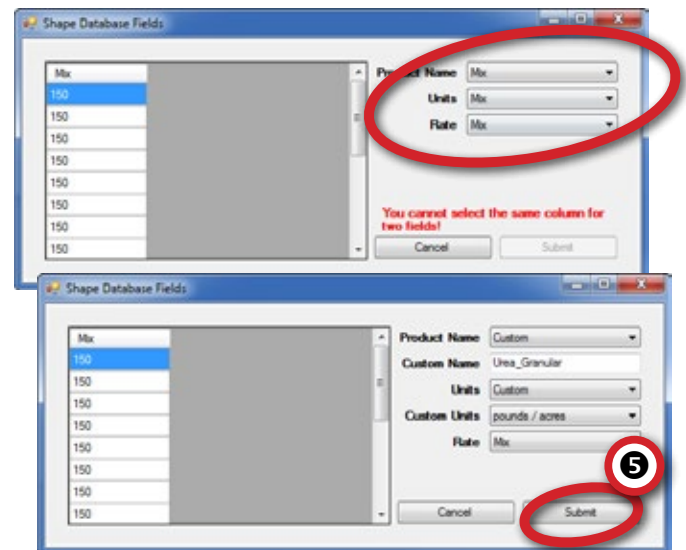 Shape Database Fields
Mix
150
150
150
150
150
150
150
150
Product Name Mix
Units Mix
Rate Mix
You cannot select the same column for
two fields!
Cancel Submit
Shape Database Fields
Mix
150
150
150
150
150
150
150
150
Product Name Custom
Custom Name Urea_Granular
Units Custom
Custom Units pounds / acres
Rate Mix
5
Cancel Submit